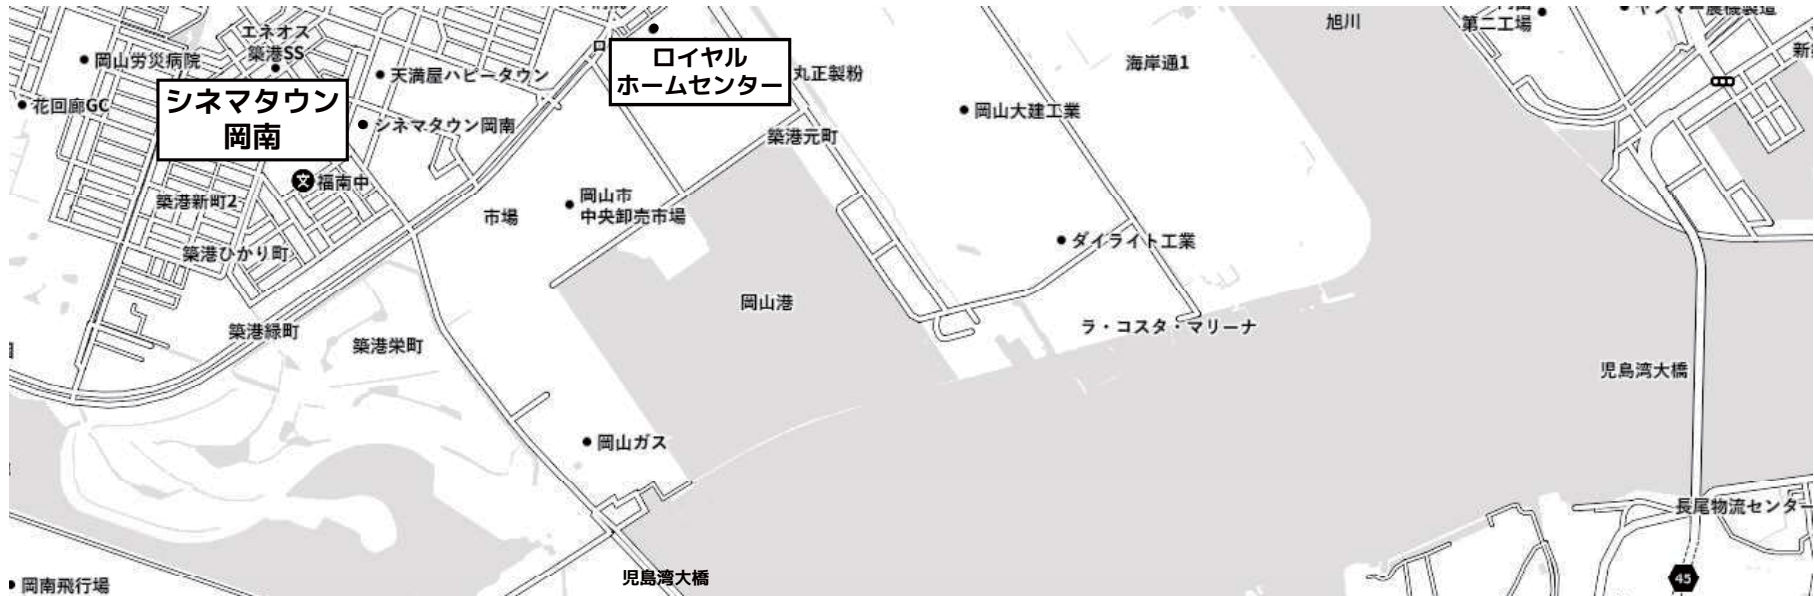 エネオス
築港SS
岡山労災病院
天満屋ハピータウン
花回廊GC
シネマタウン
岡南
シネマタウン岡南
福南中
築港新町2
築港ひかり町
築港緑町
築港栄町
市場
岡山市
中央卸売市場
ロイヤル
ホームセンター
丸正製粉
築港元町
岡山大建工業
海岸通1
旭川
第二工場
ヤンマー農機製造
ダイライト工業
岡山港
ラ・コスタ・マリーナ
児島湾大橋
岡山ガス
長尾物流センター
児島湾大橋
岡南飛行場
45